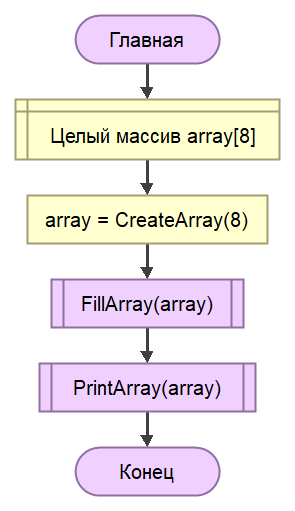 Главная
Целый массив array[8]
array = CreateArray(8)
FillArray(array)
PrintArray(array)
Конец